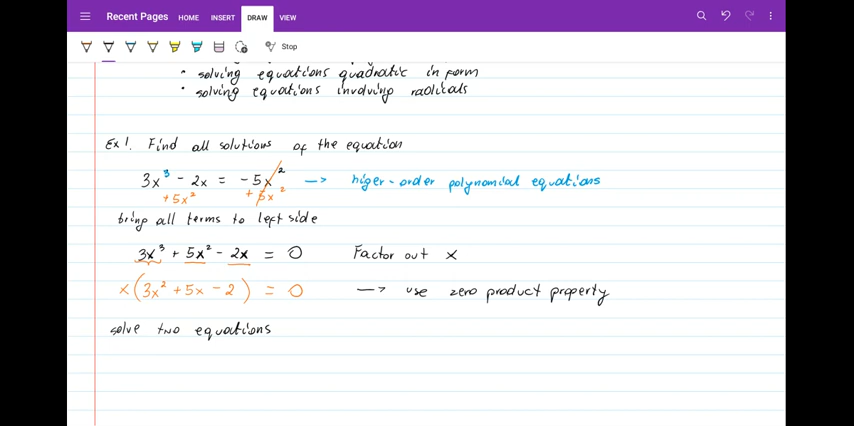 Recent Pages HOME INSERT DRAW VIEW
Stop
• solving equations quadratic in form
• solving equations involving radicals
Ex 1. Find all solutions of the equation
3x³ - 2x = -5x² —> higer-order polynomial equations
+5x² +5x²
bring all terms to left side
3x³ + 5x² - 2x = 0 Factor out x
x(3x² + 5x - 2) = 0 —> use zero product property
solve two equations